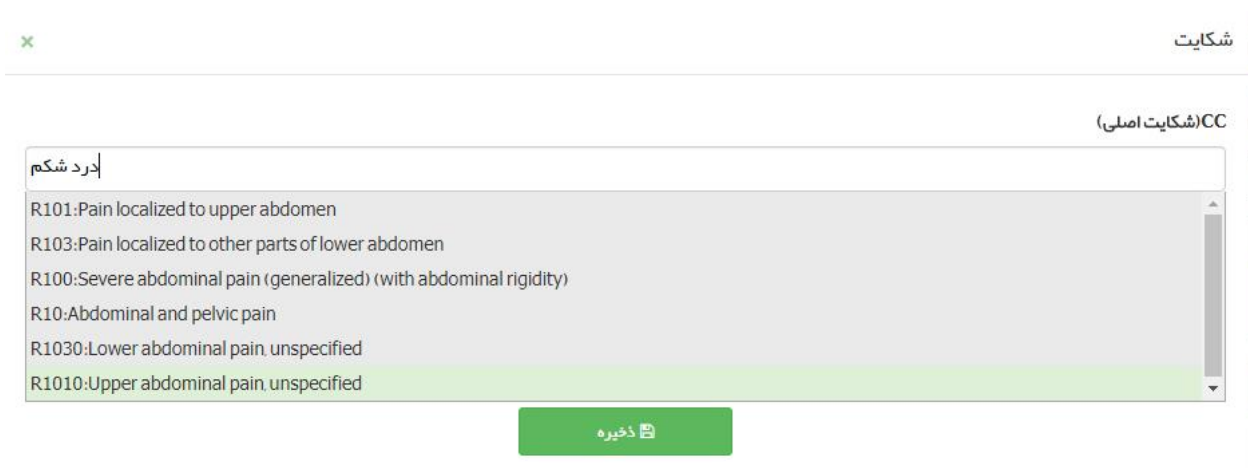 شکایت
×
CC(شکایت اصلی)
درد شکم
R101:Pain localized to upper abdomen
R103:Pain localized to other parts of lower abdomen
R100:Severe abdominal pain (generalized) (with abdominal rigidity)
R10:Abdominal and pelvic pain
R1030:Lower abdominal pain, unspecified
R1010:Upper abdominal pain, unspecified
ذخیره